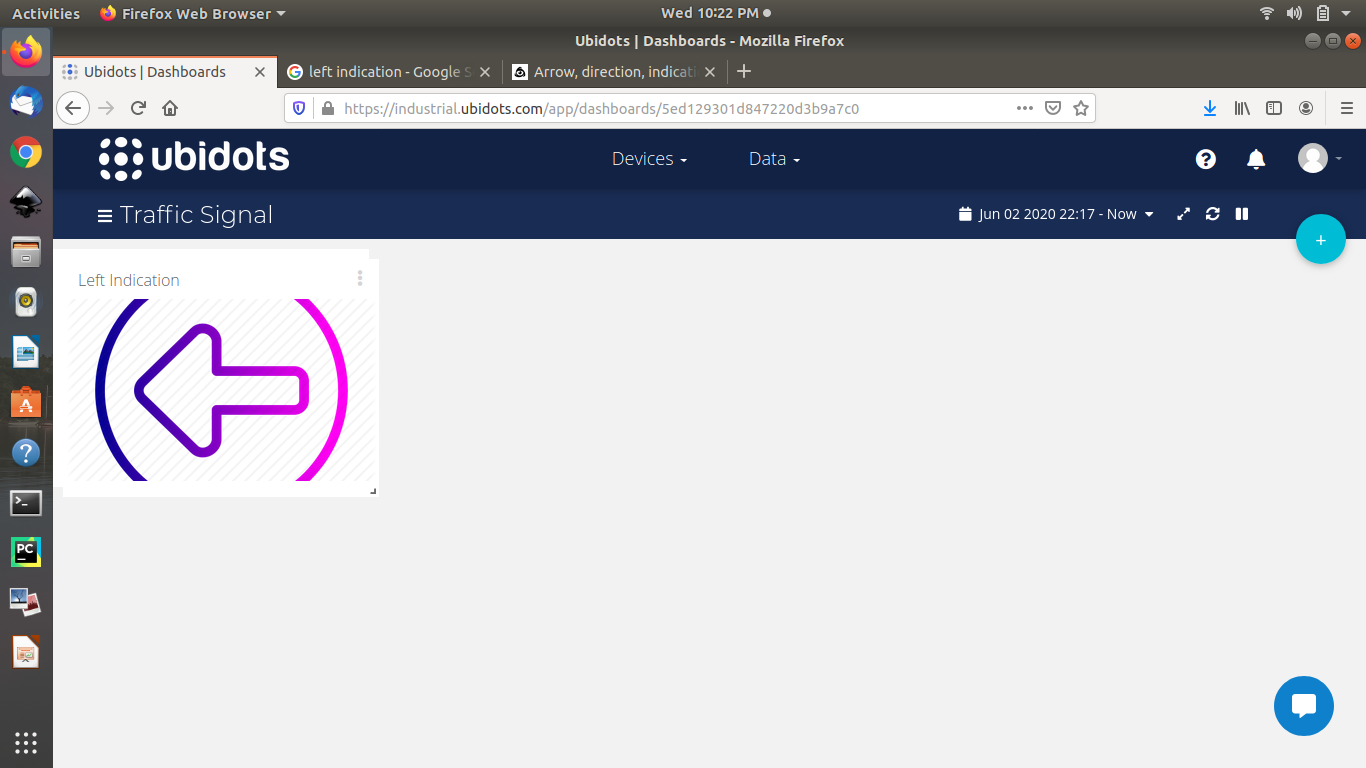 Activities Firefox Web Browser Wed 10:22 PM
Ubidots | Dashboards - Mozilla Firefox
Ubidots | Dashboards left indication - Google S Arrow, direction, indicati
https://industrial.ubidots.com/app/dashboards/5ed129301d847220d3b9a7c0
ubidots Devices Data ?
Traffic Signal Jun 02 2020 22:17 - Now
+
Left Indication
A
?
>_
PC